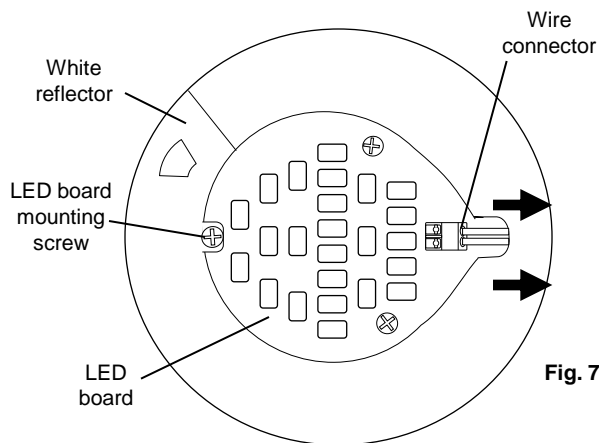 Wire
connector
White
reflector
LED board
mounting
screw
LED
board
Fig. 7